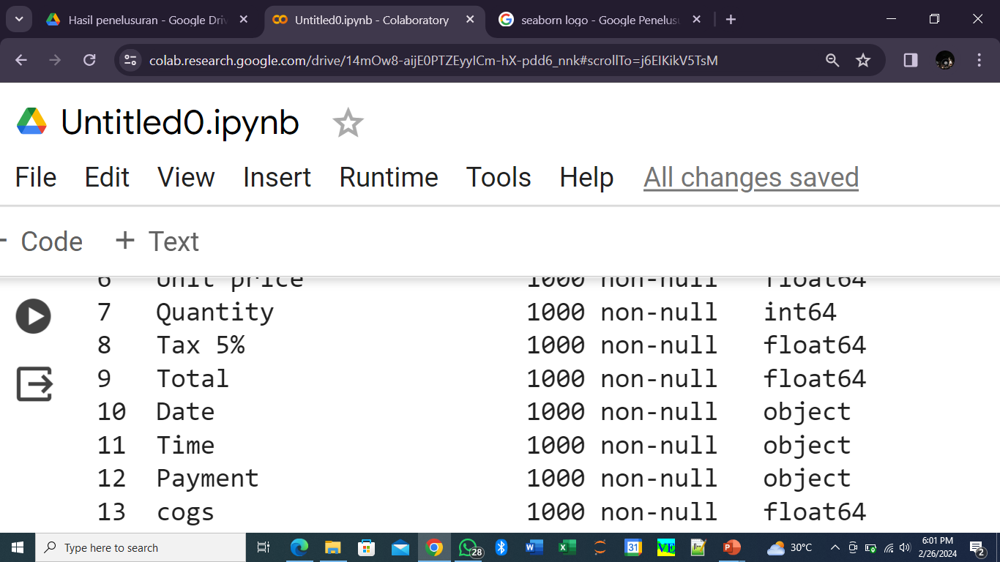 Hasil penelusuran - Google Driv
Untitled0.ipynb - Colaboratory
seaborn logo - Google Penelus
colab.research.google.com/drive/14mOw8-aijE0PTZEyyICm-hX-pdd6_nnk#scrollTo=j6EIKikV5TsM
Untitled0.ipynb
File Edit View Insert Runtime Tools Help All changes saved
Code + Text
6 Unit price 1000 non-null float64
7 Quantity 1000 non-null int64
8 Tax 5% 1000 non-null float64
9 Total 1000 non-null float64
10 Date 1000 non-null object
11 Time 1000 non-null object
12 Payment 1000 non-null object
13 cogs 1000 non-null float64
Type here to search
28
31
VE
30°C
6:01 PM
2/26/2024
2